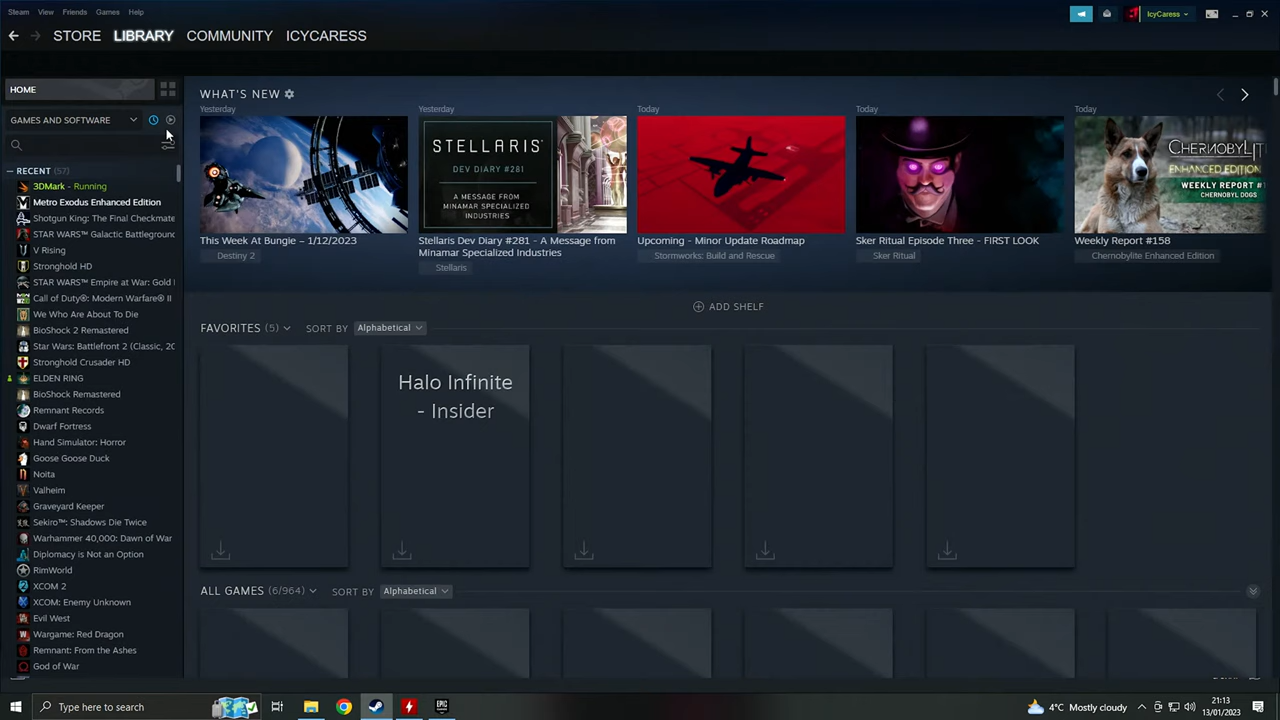 Steam View Friends Games Help
IcyCaress
STORE LIBRARY COMMUNITY ICYCARESS
HOME
GAMES AND SOFTWARE
RECENT (57)
3DMark - Running
Metro Exodus Enhanced Edition
Shotgun King: The Final Checkmate
STAR WARS™ Galactic Battleground
V Rising
Stronghold HD
STAR WARS™ Empire at War: Gold
Call of Duty®: Modern Warfare® II
We Who Are About To Die
BioShock 2 Remastered
Star Wars: Battlefront 2 (Classic, 20
Stronghold Crusader HD
ELDEN RING
BioShock Remastered
Remnant Records
Dwarf Fortress
Hand Simulator: Horror
Goose Goose Duck
Noita
Valheim
Graveyard Keeper
Sekiro™: Shadows Die Twice
Warhammer 40,000: Dawn of War
Diplomacy is Not an Option
RimWorld
XCOM 2
XCOM: Enemy Unknown
Evil West
Wargame: Red Dragon
Remnant: From the Ashes
God of War
WHAT'S NEW
Yesterday
This Week At Bungie – 1/12/2023
Destiny 2
Yesterday
STELLARIS
DEV DIARY #281
A MESSAGE FROM
MINAMAR SPECIALIZED
INDUSTRIES
Stellaris Dev Diary #281 - A Message from
Minamar Specialized Industries
Stellaris
Today
Upcoming - Minor Update Roadmap
Stormworks: Build and Rescue
Today
Sker Ritual Episode Three - FIRST LOOK
Sker Ritual
Today
CHERNOBYLIT
ENHANCED EDITION
WEEKLY REPORT #1
CHERNOBYL DOGS
Weekly Report #158
Chernobylite Enhanced Edition
ADD SHELF
FAVORITES (5) SORT BY Alphabetical
Halo Infinite
- Insider
ALL GAMES (6/964) SORT BY Alphabetical
Type here to search
EPIC
4°C Mostly cloudy
21:13
13/01/2023